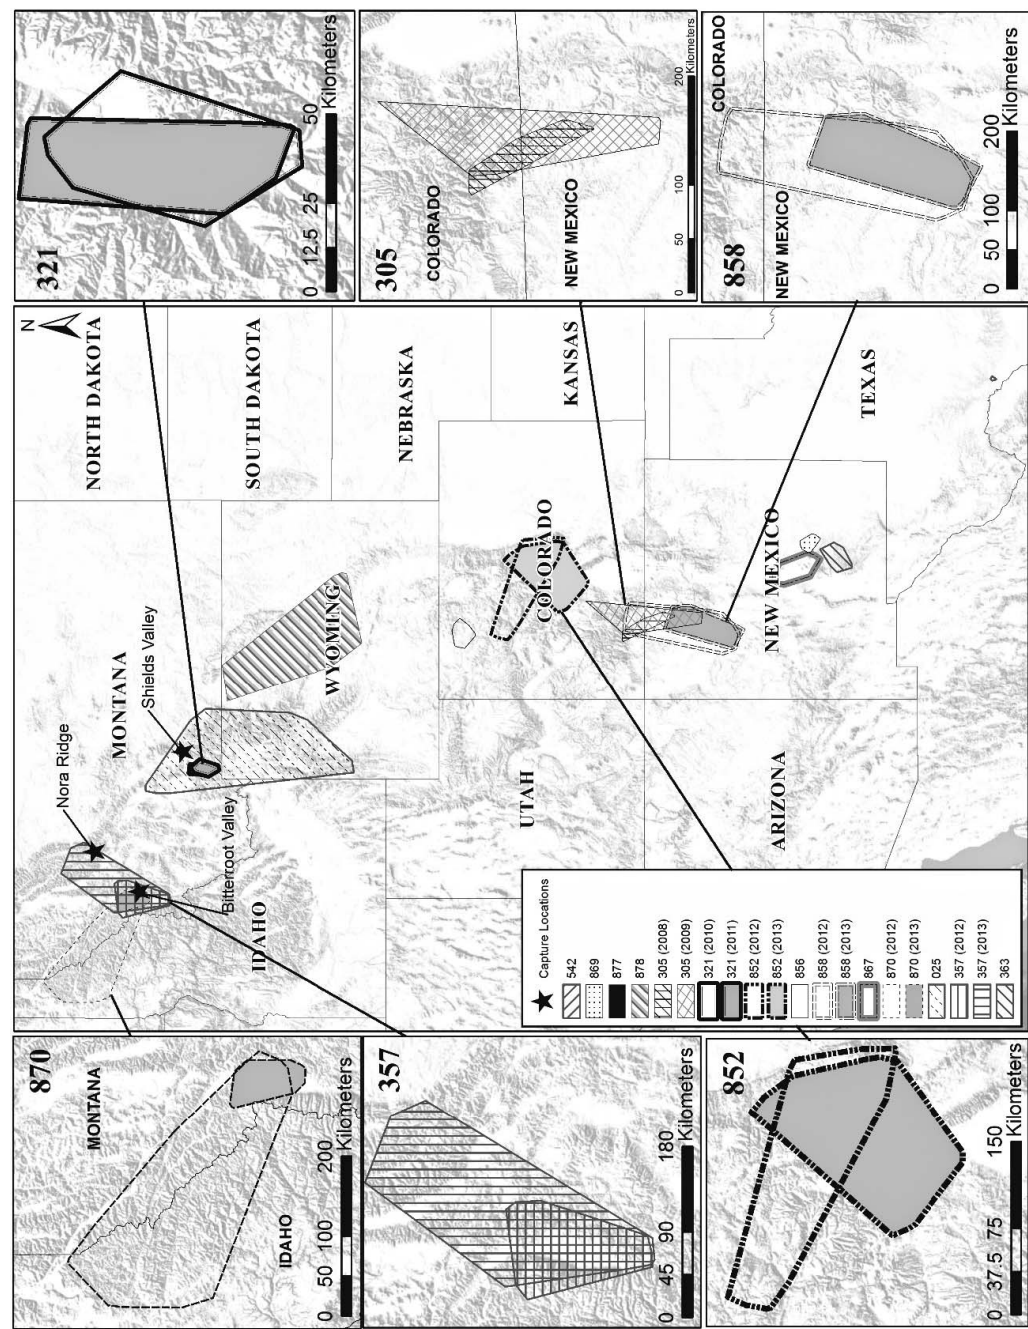 870
MONTANA
IDAHO
0 50 100 200
Kilometers
357
0 45 90 180
Kilometers
852
0 37.5 75 150
Kilometers
N
NORTH DAKOTA
SOUTH DAKOTA
NEBRASKA
KANSAS
TEXAS
MONTANA
WYOMING
COLORADO
NEW MEXICO
IDAHO
UTAH
ARIZONA
Nora Ridge
Shields Valley
Bitterroot Valley
Capture Locations
542
869
877
878
305 (2008)
305 (2009)
321 (2010)
321 (2011)
852 (2012)
852 (2013)
856
858 (2012)
858 (2013)
867
870 (2012)
870 (2013)
025
357 (2012)
357 (2013)
363
321
0 12.5 25 50
Kilometers
305
COLORADO
NEW MEXICO
0 50 100 200
Kilometers
858
COLORADO
NEW MEXICO
0 50 100 200
Kilometers